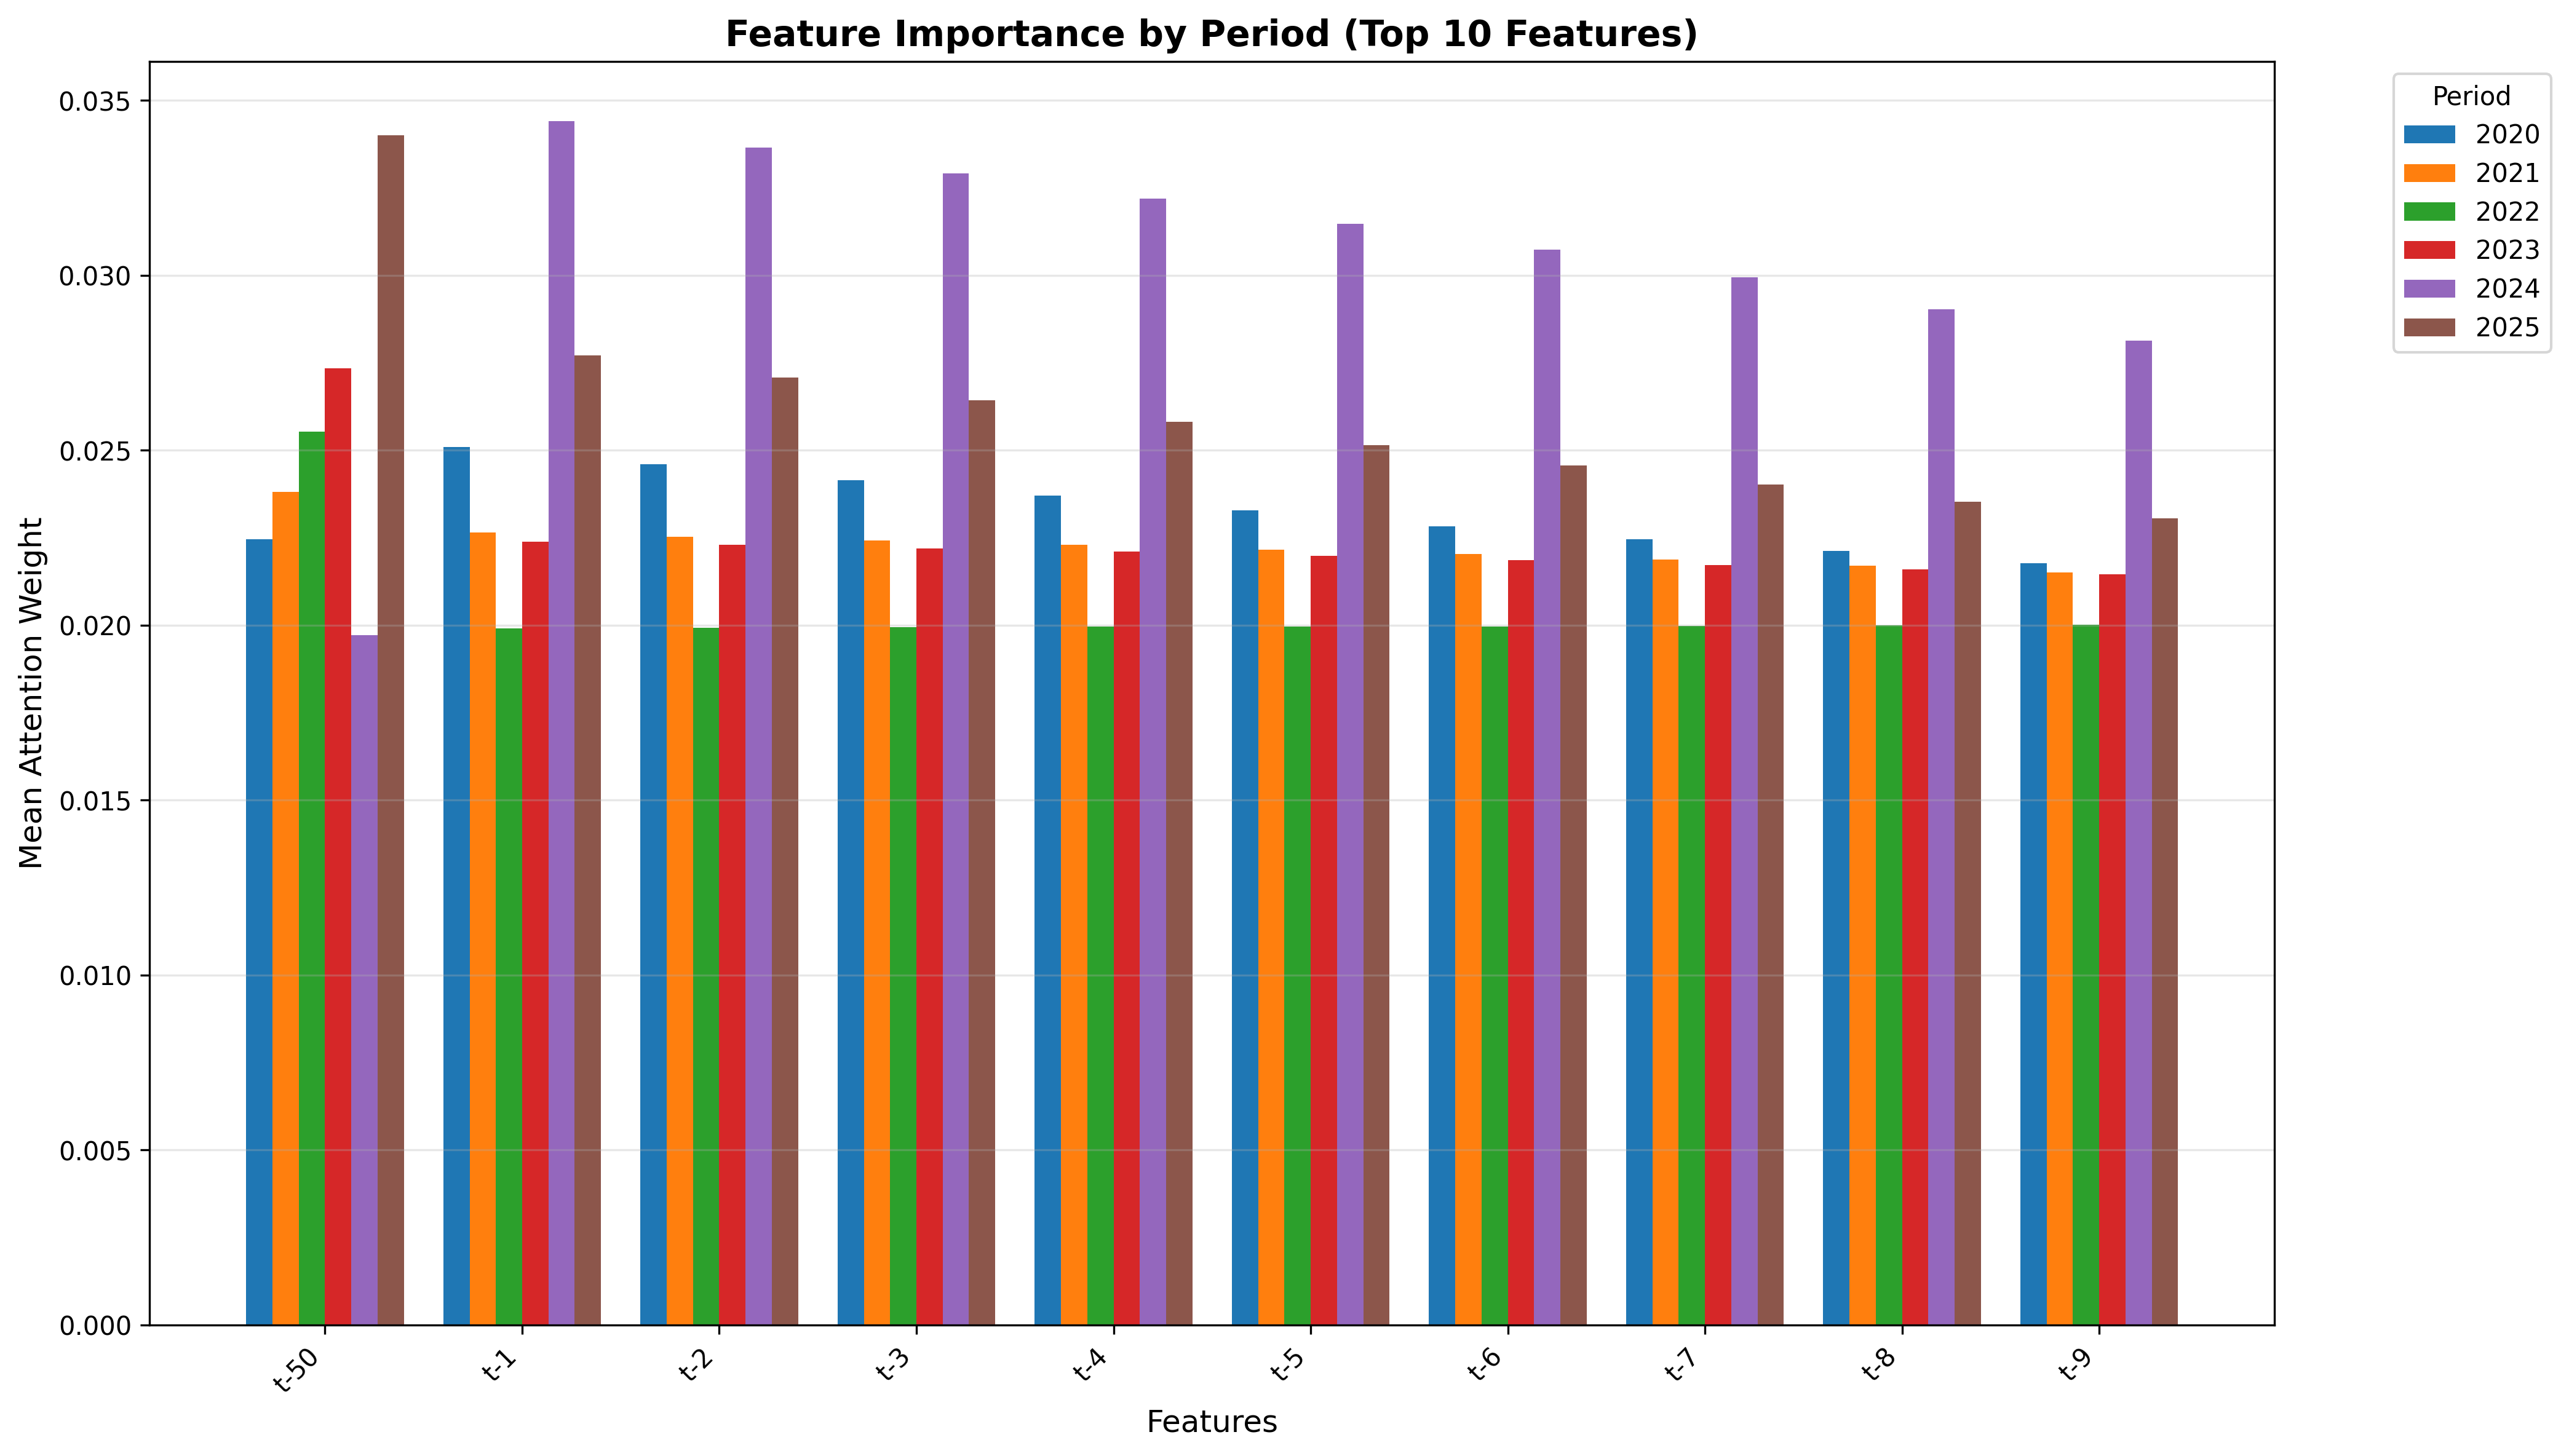 Feature Importance by Period (Top 10 Features)
Mean Attention Weight
0.035
0.030
0.025
0.020
0.015
0.010
0.005
0.000
t-50
t-1
t-2
t-3
t-4
t-5
t-6
t-7
t-8
t-9
Features
Period
2020
2021
2022
2023
2024
2025